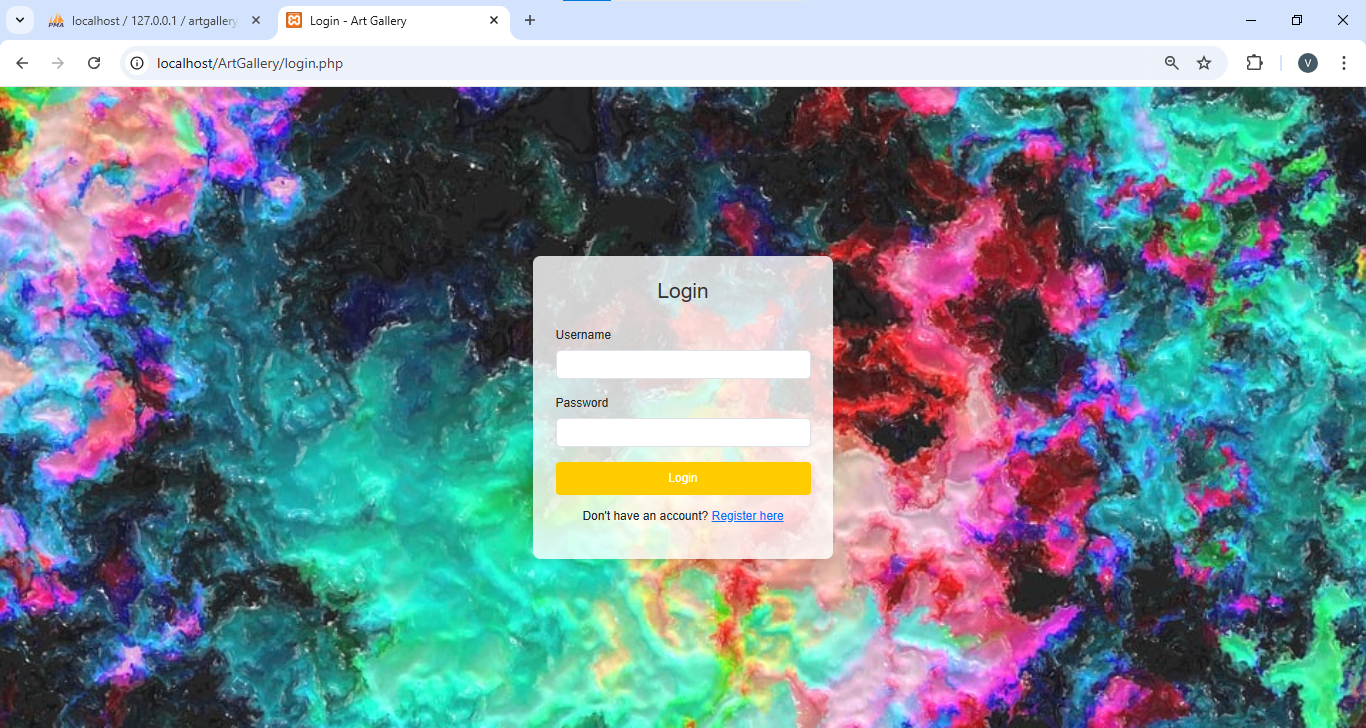 PMA localhost / 127.0.0.1 / artgallery
Login - Art Gallery
localhost/ArtGallery/login.php
V
Login
Username
Password
Login
Don't have an account? Register here